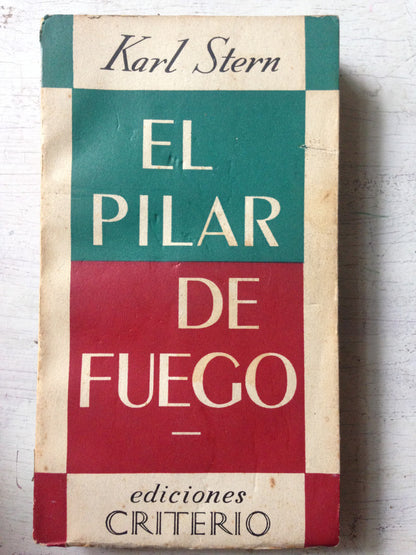 Karl Stern
EL
PILAR
DE
FUEGO
ediciones
CRITERIO